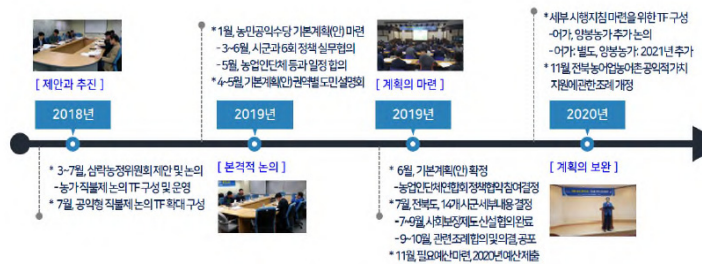 [ 제안과 추진 ]
2018년
* 3~7월, 삼락농정위원회 제안 및 논의
- 농가 직불제 논의 TF 구성 및 운영
* 7월, 공익형 직불제 논의 TF 확대 구성
* 1월, 농민공익수당 기본계획(안) 마련
- 3~6월, 시군과 6회 정책 실무협의
- 5월, 농업인단체 등과 일정 합의
* 4~5월, 기본계획(안) 권역별 도민설명회
2019년
[ 본격적 논의 ]
[ 계획의 마련 ]
2019년
* 6월, 기본계획(안) 확정
- 농업인단체연합회 정책협약 참여결정
* 7월, 전북도, 14개 시군 세부내용 결정
- 7~9월, 사회보장제도 신설 협의 완료
- 9~10월, 관련 조례 합의 및 의결, 공포
* 11월, 필요예산 마련, 2020년 예산제출
* 세부 시행지침 마련을 위한 TF 구성
- 어가, 양봉농가 추가 논의
- 어가: 별도, 양봉농가: 2021년 추가
* 11월, 전북 농어업농어촌 공익적가치
지원에관한조례 개정
2020년
[ 계획의 보완 ]